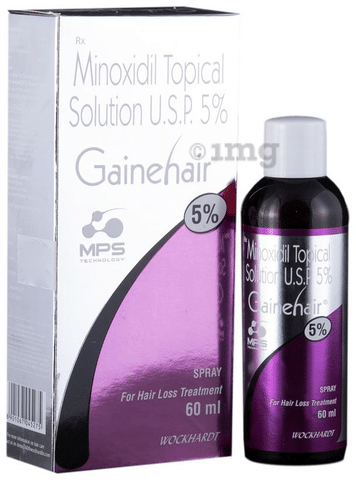 Rx
Minoxidil Topical
Solution U.S.P. 5%
1mg
Gainehair
5%
MPS
TECHNOLOGY
SPRAY
For Hair Loss Treatment
60 ml
WOCKHARDT
Minoxidil Topical
Solution U.S.P. 5%
Gainehair®
MPS
TECHNOLOGY
5%
SPRAY
For Hair Loss Treatment
60 ml
WOCKHARDT